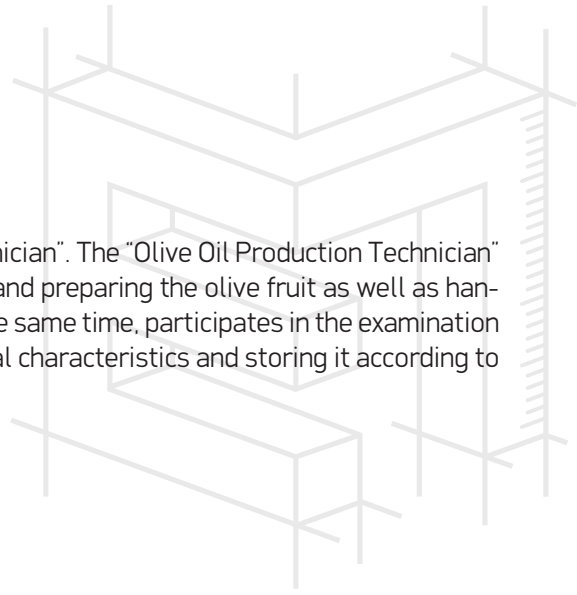 nician”. The “Olive Oil Production Technician”
and preparing the olive fruit as well as han-
e same time, participates in the examination
al characteristics and storing it according to